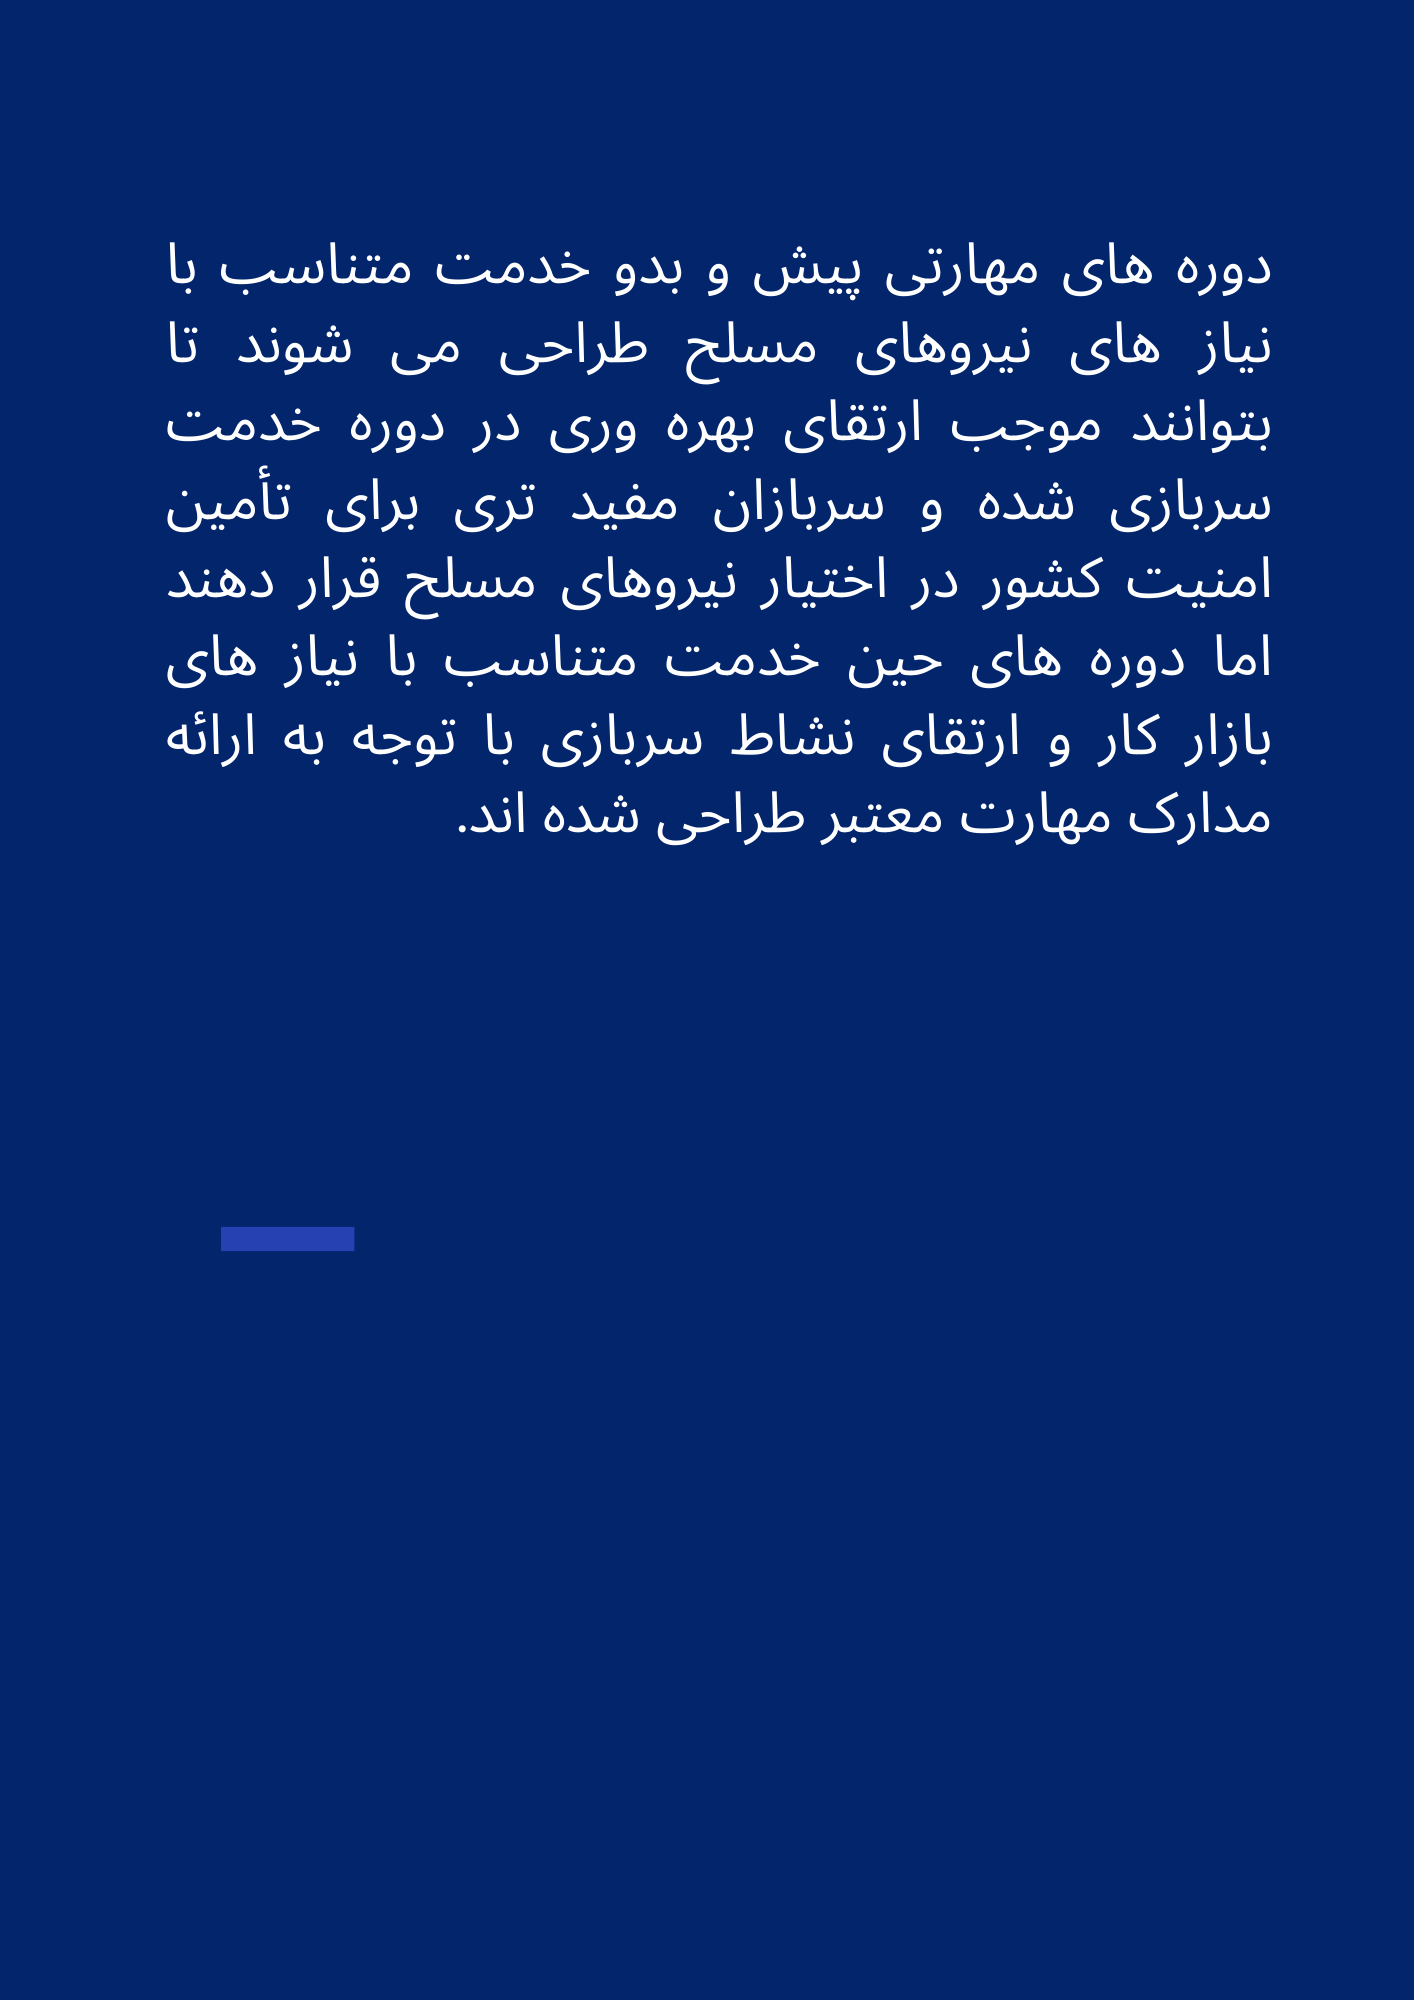 دوره های مهارتی پیش و بدو خدمت متناسب با
نیاز های نیروهای مسلح طراحی می شوند تا
بتوانند موجب ارتقای بهره وری در دوره خدمت
سربازی شده و سربازان مفید تری برای تأمین
امنیت کشور در اختیار نیروهای مسلح قرار دهند
اما دوره های حین خدمت متناسب با نیاز های
بازار کار و ارتقای نشاط سربازی با توجه به ارائه
مدارک مهارت معتبر طراحی شده اند.